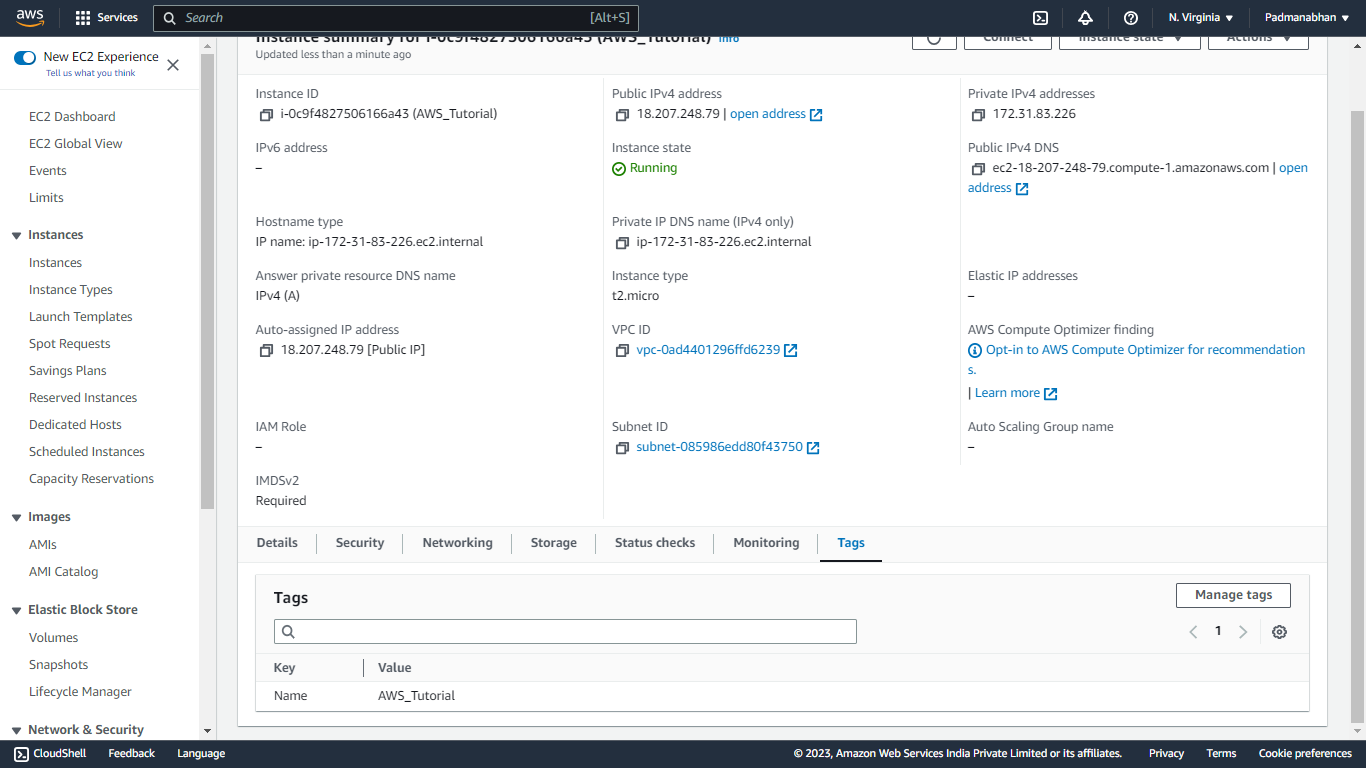 aws
Services
Search
[Alt+S]
N. Virginia
Padmanabhan
New EC2 Experience
Tell us what you think
EC2 Dashboard
EC2 Global View
Events
Limits
Instances
Instances
Instance Types
Launch Templates
Spot Requests
Savings Plans
Reserved Instances
Dedicated Hosts
Scheduled Instances
Capacity Reservations
Images
AMIs
AMI Catalog
Elastic Block Store
Volumes
Snapshots
Lifecycle Manager
Network & Security
Instance summary for i-0c9f4827506166a43 (AWS_Tutorial) Info
Updated less than a minute ago
Connect
Instance state
Actions
Instance ID
i-0c9f4827506166a43 (AWS_Tutorial)
Public IPv4 address
18.207.248.79 | open address
Private IPv4 addresses
172.31.83.226
IPv6 address
–
Instance state
Running
Public IPv4 DNS
ec2-18-207-248-79.compute-1.amazonaws.com | open
address
Hostname type
IP name: ip-172-31-83-226.ec2.internal
Private IP DNS name (IPv4 only)
ip-172-31-83-226.ec2.internal
Answer private resource DNS name
IPv4 (A)
Instance type
t2.micro
Elastic IP addresses
–
Auto-assigned IP address
18.207.248.79 [Public IP]
VPC ID
vpc-0ad4401296ffd6239
AWS Compute Optimizer finding
Opt-in to AWS Compute Optimizer for recommendation
s.
| Learn more
IAM Role
–
Subnet ID
subnet-085986edd80f43750
Auto Scaling Group name
–
IMDSv2
Required
Details
Security
Networking
Storage
Status checks
Monitoring
Tags
Tags
Manage tags
1
Key
Value
Name
AWS_Tutorial
CloudShell
Feedback
Language
© 2023, Amazon Web Services India Private Limited or its affiliates.
Privacy
Terms
Cookie preferences